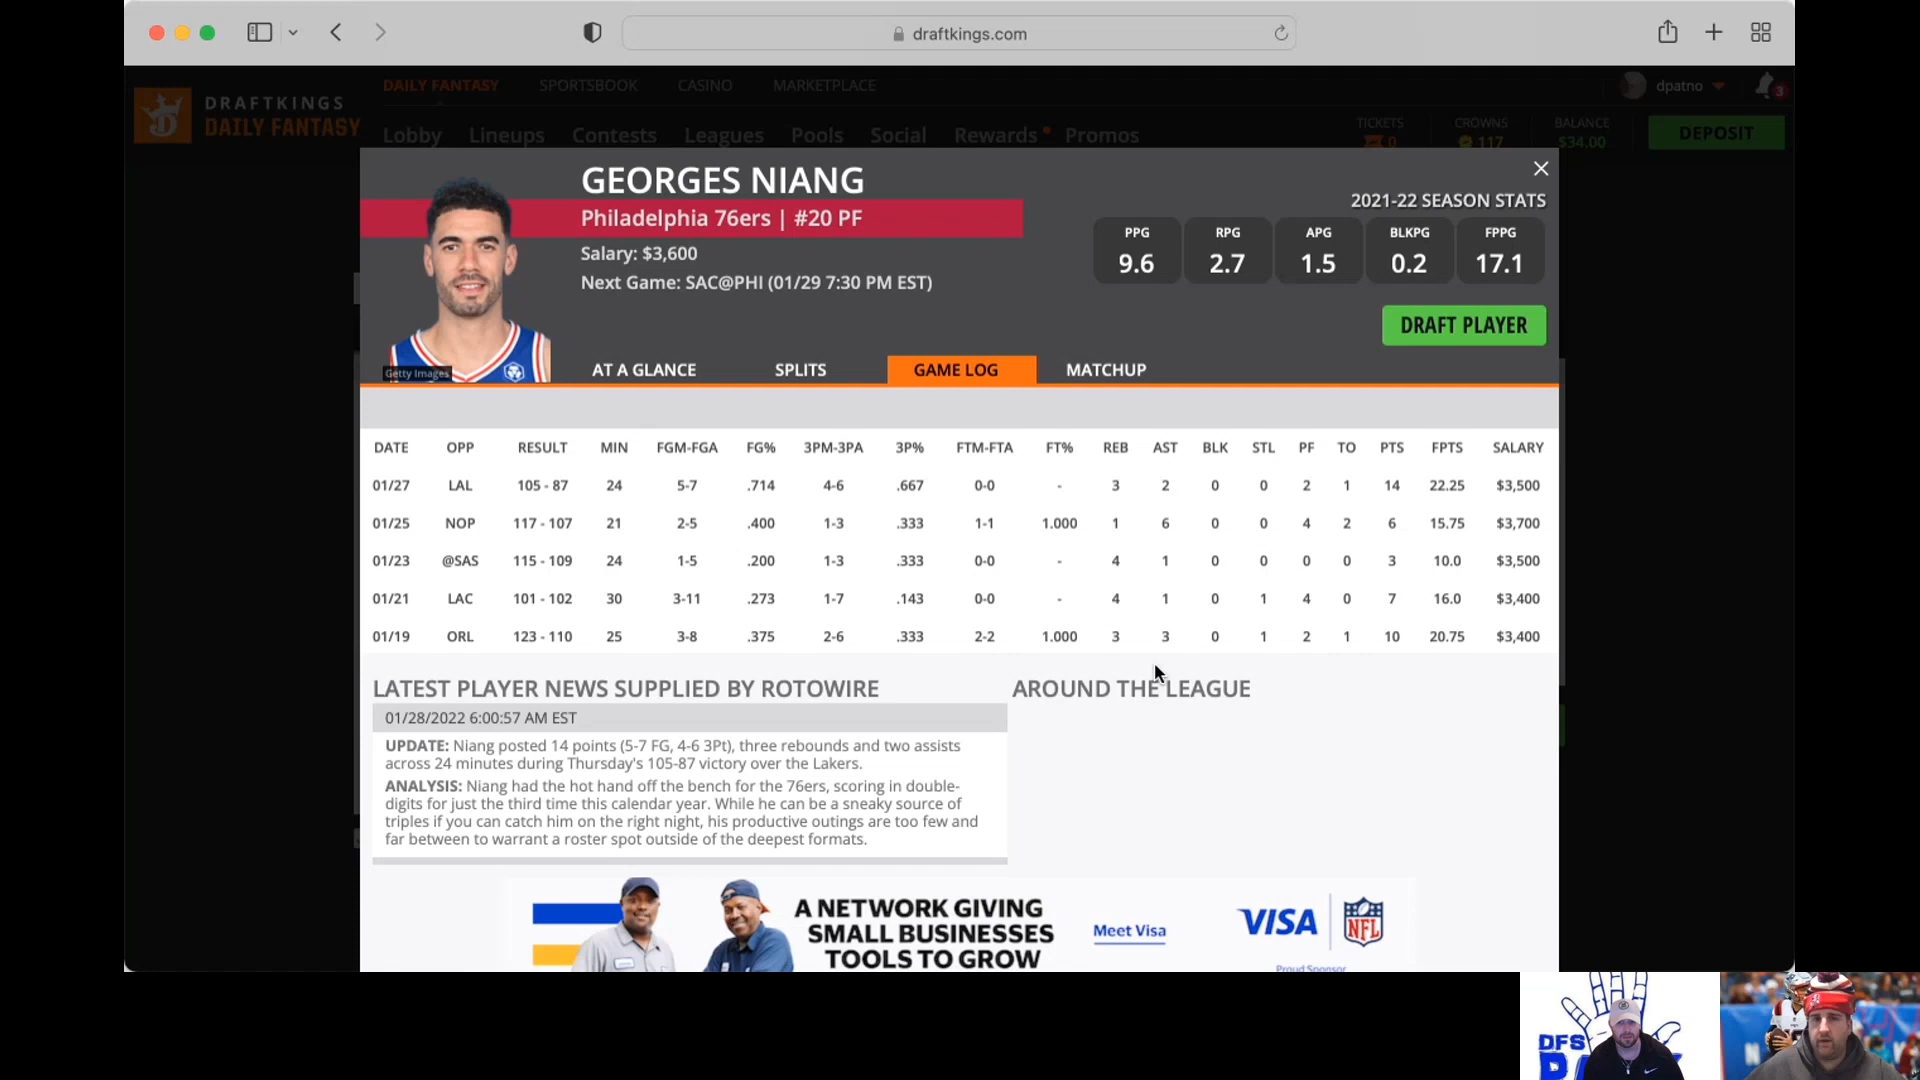 draftkings.com
DRAFTKINGS
DAILY FANTASY
DAILY FANTASY SPORTSBOOK CASINO MARKETPLACE
dpatno
3
Lobby Lineups Contests Leagues Pools Social Rewards Promos
TICKETS CROWNS BALANCE
0 117 $34.00
DEPOSIT
GEORGES NIANG
Philadelphia 76ers | #20 PF
Salary: $3,600
Next Game: SAC@PHI (01/29 7:30 PM EST)
Getty Images
2021-22 SEASON STATS
PPG RPG APG BLKPG FPPG
9.6 2.7 1.5 0.2 17.1
DRAFT PLAYER
AT A GLANCE SPLITS GAME LOG MATCHUP
DATE OPP RESULT MIN FGM-FGA FG% 3PM-3PA 3P% FTM-FTA FT% REB AST BLK STL PF TO PTS FPTS SALARY
01/27 LAL 105 - 87 24 5-7 .714 4-6 .667 0-0 - 3 2 0 0 2 1 14 22.25 $3,500
01/25 NOP 117 - 107 21 2-5 .400 1-3 .333 1-1 1.000 1 6 0 0 4 2 6 15.75 $3,700
01/23 @SAS 115 - 109 24 1-5 .200 1-3 .333 0-0 - 4 1 0 0 0 0 3 10.0 $3,500
01/21 LAC 101 - 102 30 3-11 .273 1-7 .143 0-0 - 4 1 0 1 4 0 7 16.0 $3,400
01/19 ORL 123 - 110 25 3-8 .375 2-6 .333 2-2 1.000 3 3 0 1 2 1 10 20.75 $3,400
LATEST PLAYER NEWS SUPPLIED BY ROTOWIRE
AROUND THE LEAGUE
01/28/2022 6:00:57 AM EST
UPDATE: Niang posted 14 points (5-7 FG, 4-6 3Pt), three rebounds and two assists
across 24 minutes during Thursday's 105-87 victory over the Lakers.
ANALYSIS: Niang had the hot hand off the bench for the 76ers, scoring in double-
digits for just the third time this calendar year. While he can be a sneaky source of
triples if you can catch him on the right night, his productive outings are too few and
far between to warrant a roster spot outside of the deepest formats.
A NETWORK GIVING
SMALL BUSINESSES
TOOLS TO GROW
Meet Visa
VISA
NFL
Proud Sponsor
DFS